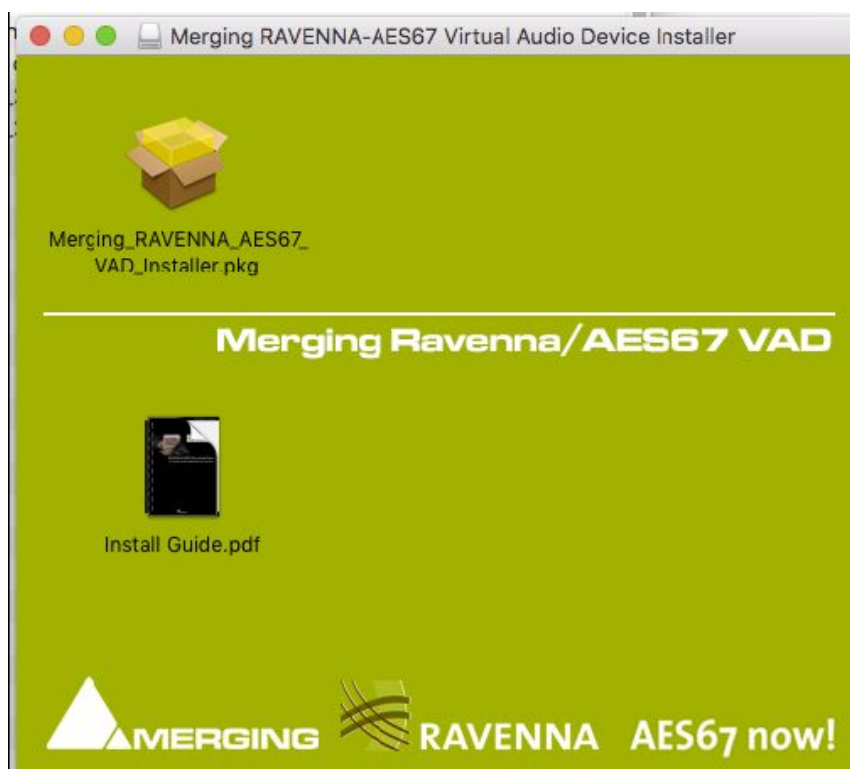 Merging RAVENNA-AES67 Virtual Audio Device Installer
Merging_RAVENNA_AES67_
VAD_Installer.pkg
Merging Ravenna/AES67 VAD
Install Guide.pdf
MERGING RAVENNA AES67 now!